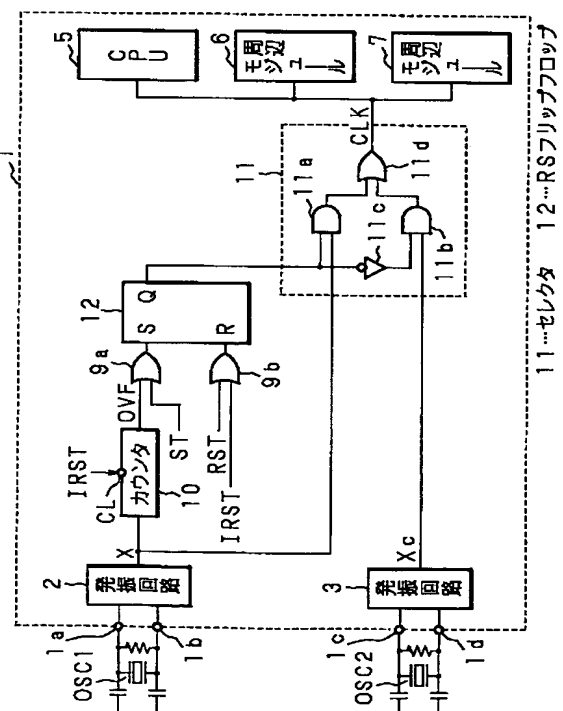 1
5
CPU
6
周辺
モジュール
7
周辺
モジュール
CLK
11
11a
11c
11d
11b
12
S
Q
R
9a
9b
OVF
ST
RST
IRST
IRST
CL
カウンタ
10
X
Xc
2
発振回路
3
発振回路
1a
1b
1c
1d
OSC1
OSC2
11…セレクタ 12…RSフリップフロップ